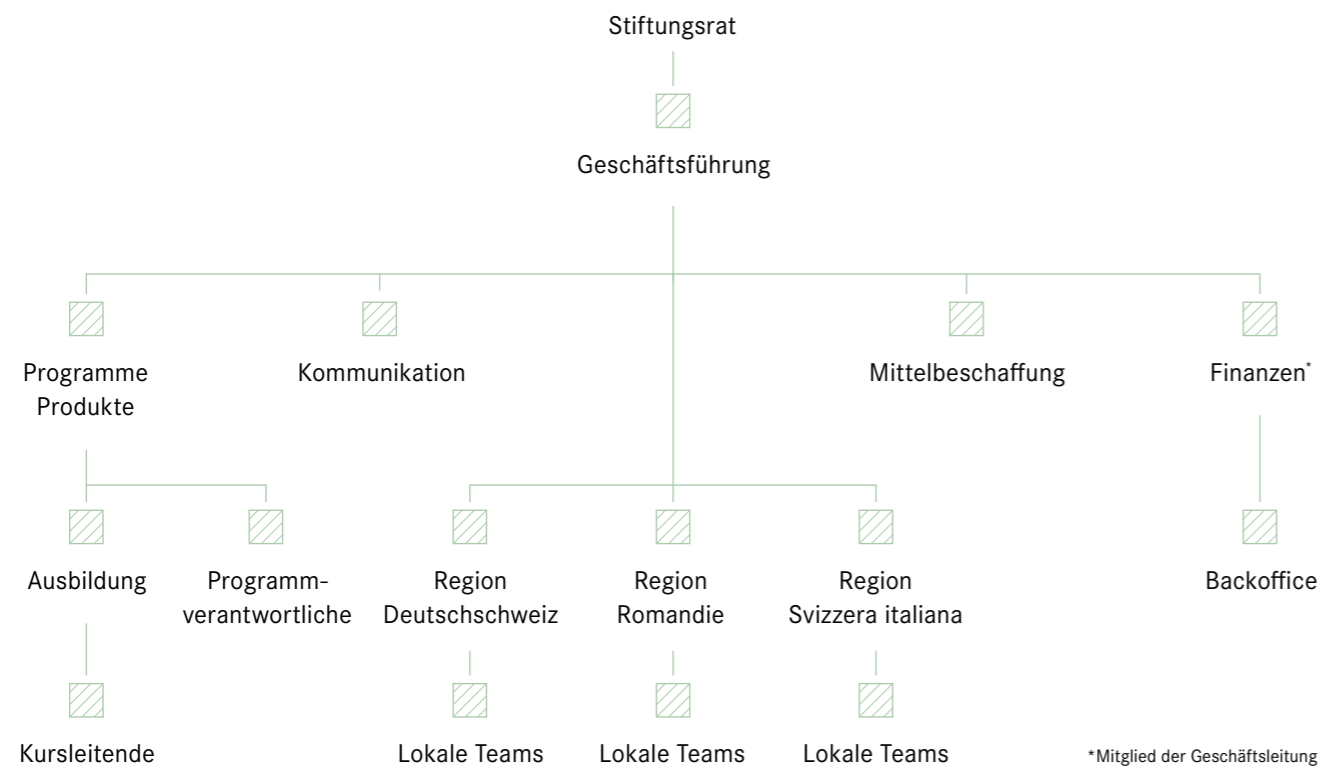 Stiftungsrat
Geschäftsführung
Programme
Produkte
Kommunikation
Mittelbeschaffung
Finanzen*
Ausbildung
Programm-
verantwortliche
Region
Deutschschweiz
Region
Romandie
Region
Svizzera italiana
Backoffice
Kursleitende
Lokale Teams
Lokale Teams
Lokale Teams
*Mitglied der Geschäftsleitung